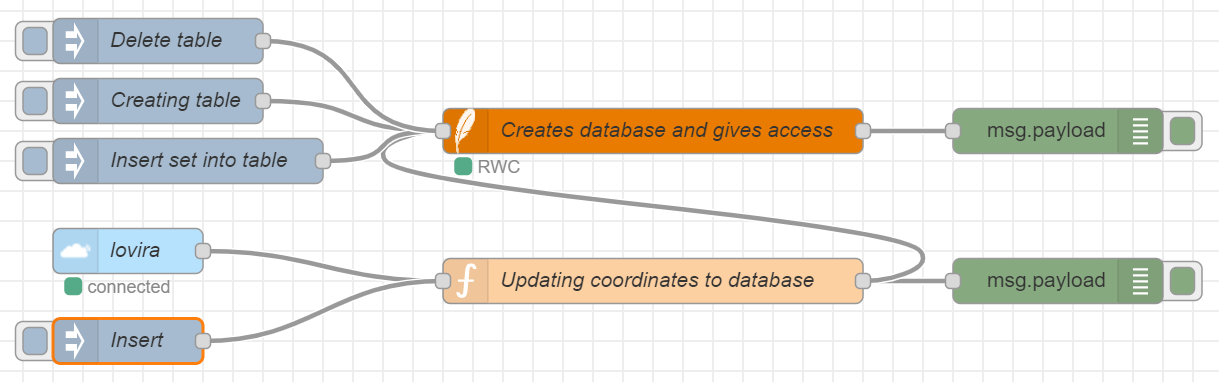 Delete table
Creating table
Insert set into table
Creates database and gives access
msg.payload
RWC
Iovira
connected
Insert
Updating coordinates to database
msg.payload